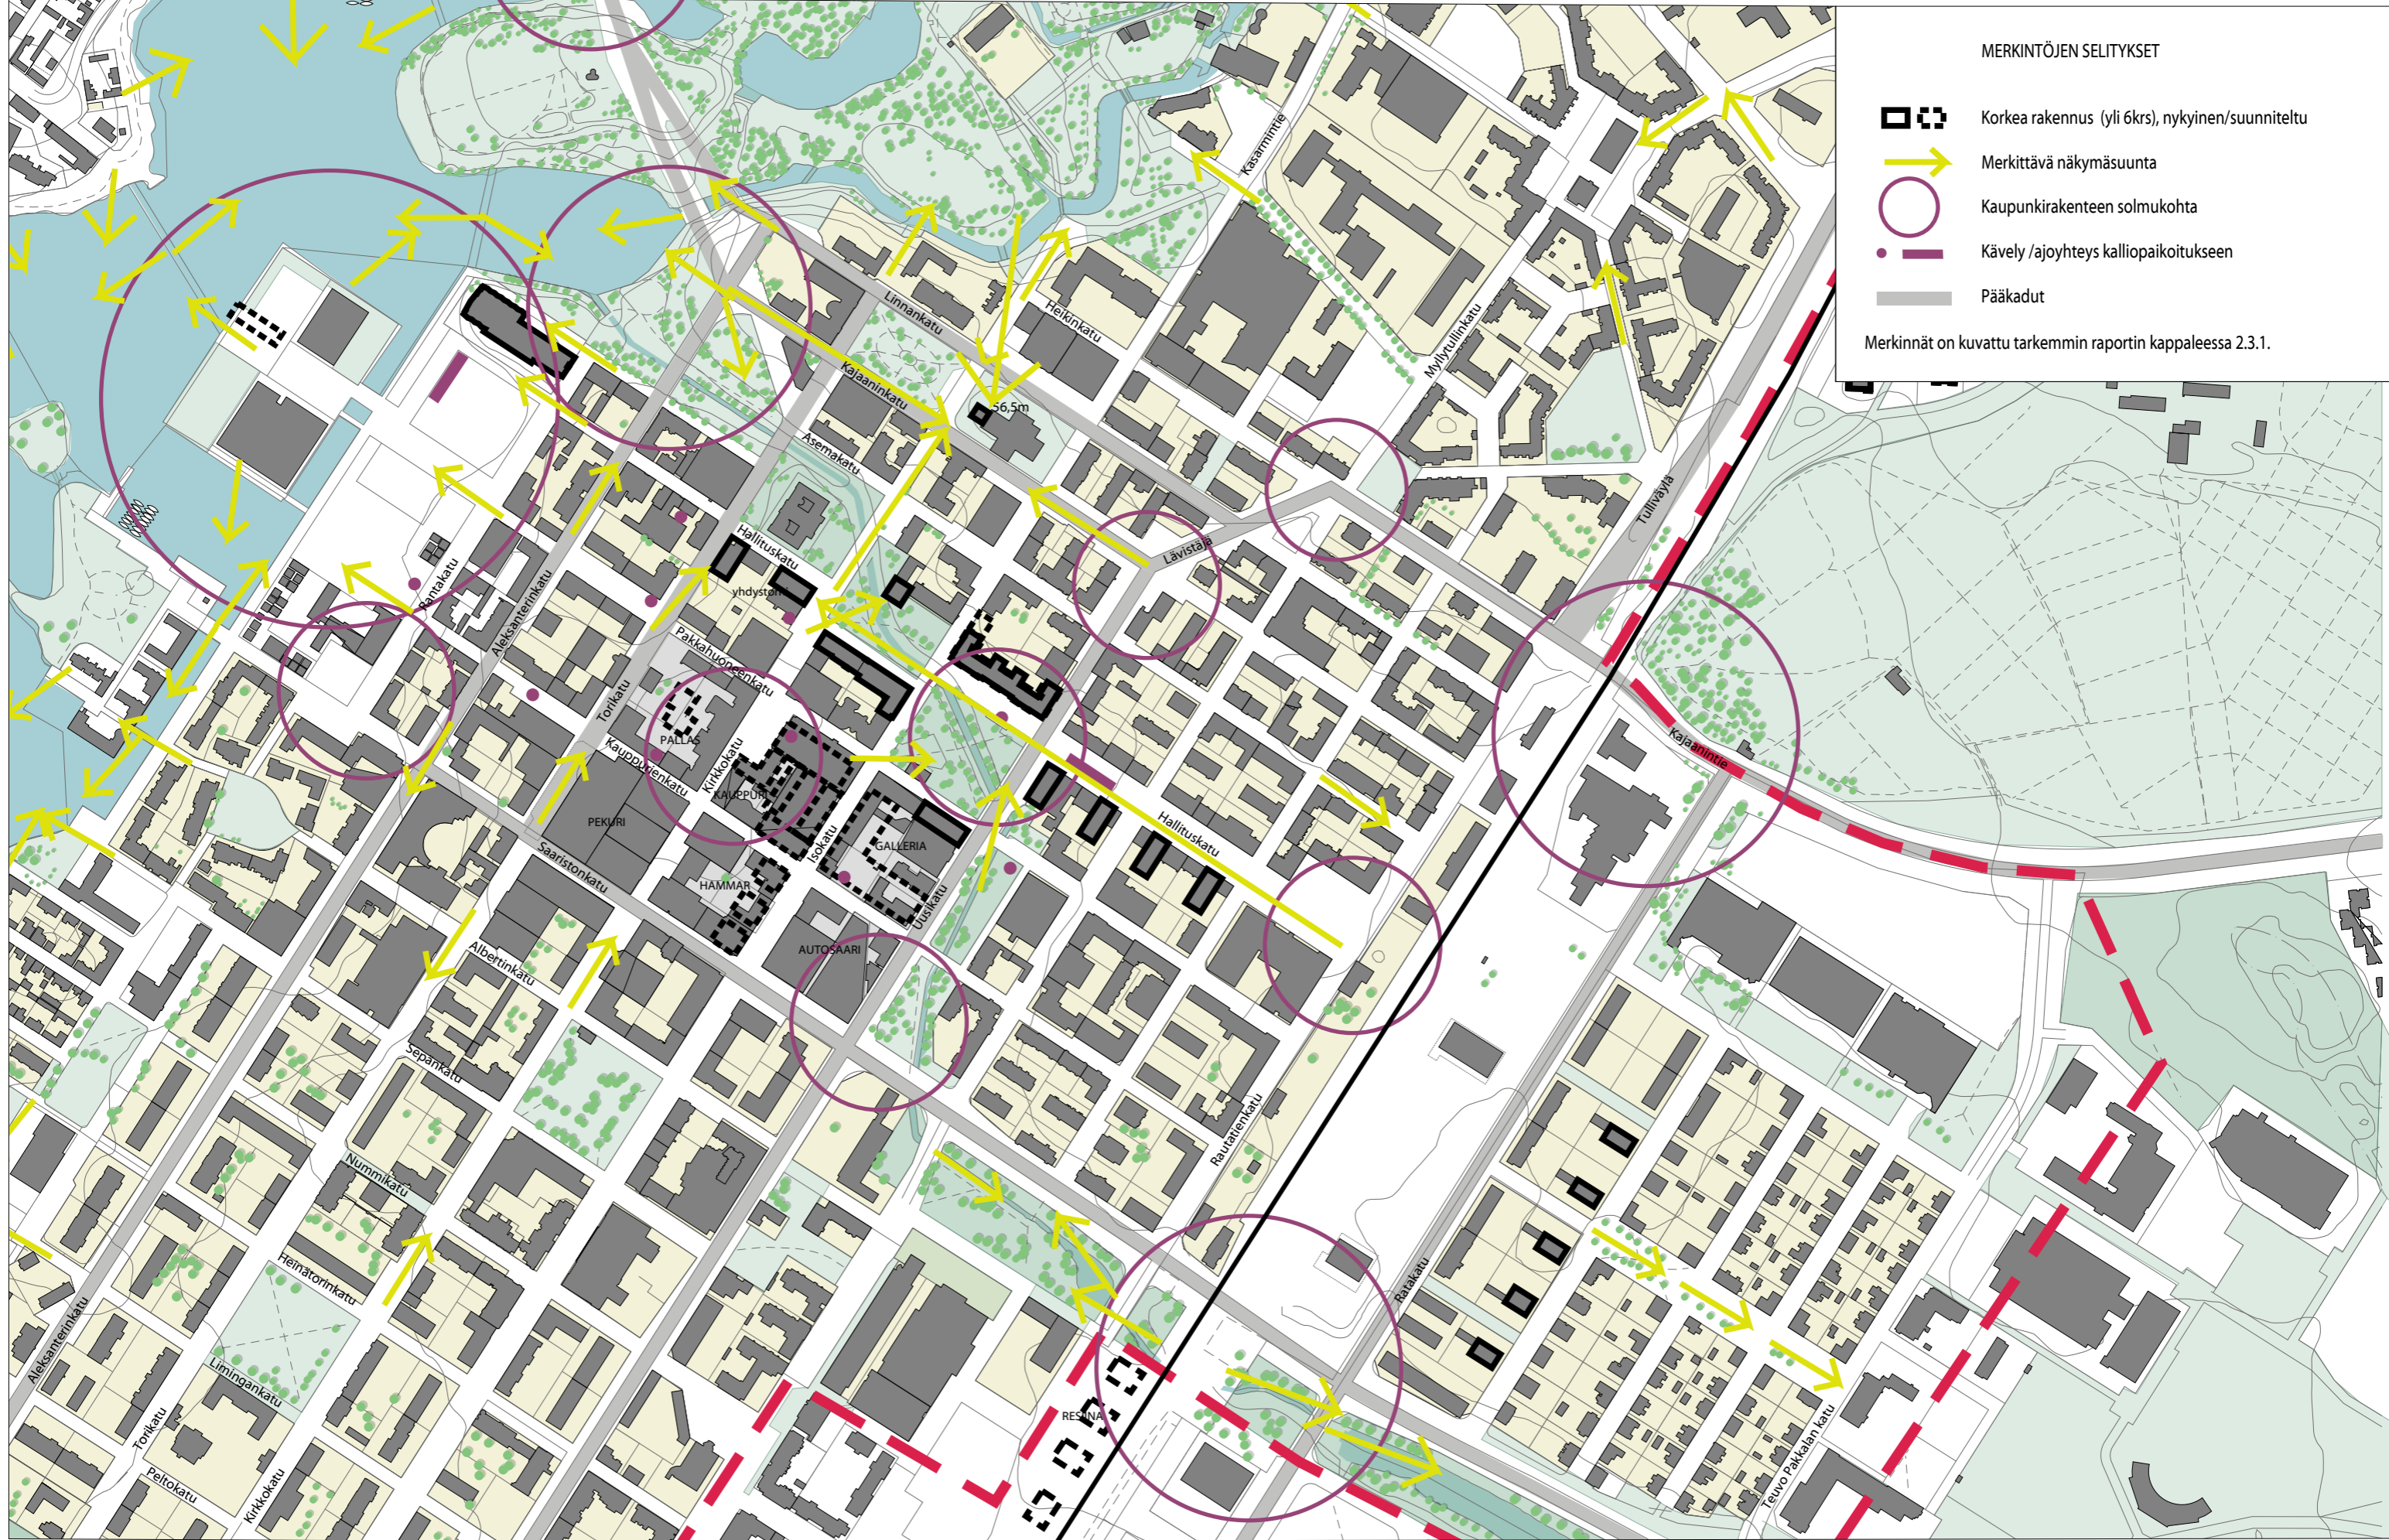 MERKINTÖJEN SELITYKSET
Korkea rakennus (yli 6krs), nykyinen/suunniteltu
Merkittävä näkymäsuunta
Kaupunkirakenteen solmukohta
Kävely /ajoyhteys kalliopaikoitukseen
Pääkadut
Merkinnät on kuvattu tarkemmin raportin kappaleessa 2.3.1.
Kasarmintie
Linnankatu
Heikinkatu
Myllytullinkatu
Kajaaninkatu
56,5m
Asemakatu
Tulliväylä
Hallituskatu
Lävistäjä
Rantakatu
Aleksanterinkatu
yhdystorni
Pakkahuoneenkatu
Torikatu
PALLAS
Kajaanintie
Kauppurienkatu
Kirkkokatu
KAUPPURI
PEKURI
Isokatu
Hallituskatu
GALLERIA
Saaristonkatu
HAMMAR
Uusikatu
AUTOSAARI
Albertinkatu
Sepänkatu
Rautatienkatu
Nummikatu
Heinätorinkatu
Ratakatu
Aleksanterinkatu
Limingankatu
RESIINA
Torikatu
Teuvo Pakkalan katu
Peltokatu
Kirkkokatu